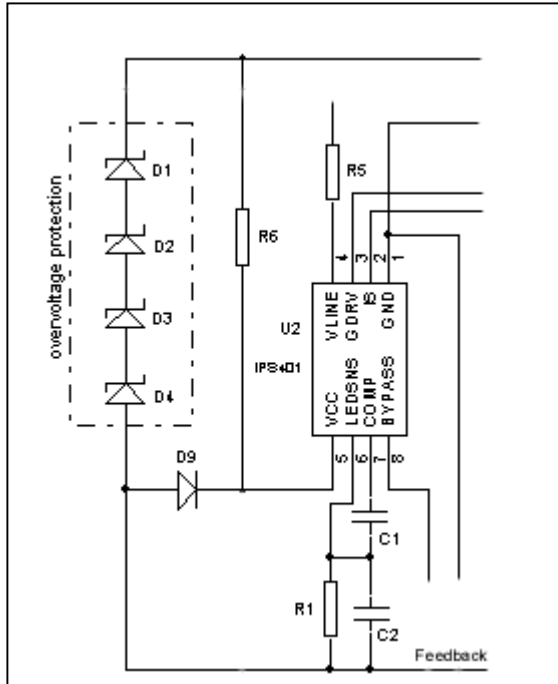 D1
R5
D2
R6
overvoltage protection
D3
4
3
2
1
VLINE
GDRV
IS
GND
U2
IPS401
VCC
LEDSNS
COMP
BYPASS
D4
D9
5
6
7
8
C1
R1
C2
Feedback